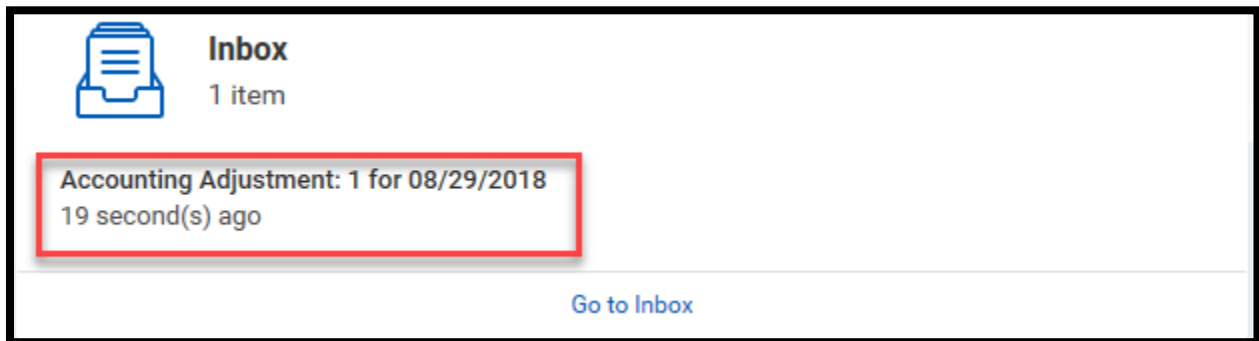 Inbox
1 item
Accounting Adjustment: 1 for 08/29/2018
19 second(s) ago
Go to Inbox